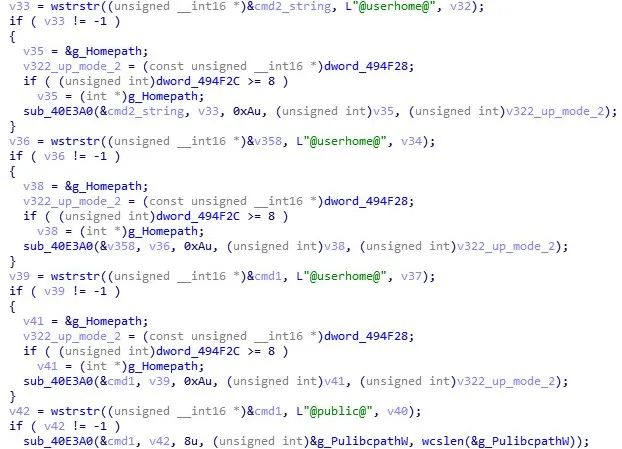 v33 = wstrstr((unsigned __int16 *)&cmd2_string, L"@userhome@", v32);
if ( v33 != -1 )
{
v35 = &g_Homepath;
v322_up_mode_2 = (const unsigned __int16 *)dword_494F28;
if ( (unsigned int)dword_494F2C >= 8 )
v35 = (int *)g_Homepath;
sub_40E3A0(&cmd2_string, v33, 0xAu, (unsigned int)v35, (unsigned int)v322_up_mode_2);
}
v36 = wstrstr((unsigned __int16 *)&v358, L"@userhome@", v34);
if ( v36 != -1 )
{
v38 = &g_Homepath;
v322_up_mode_2 = (const unsigned __int16 *)dword_494F28;
if ( (unsigned int)dword_494F2C >= 8 )
v38 = (int *)g_Homepath;
sub_40E3A0(&v358, v36, 0xAu, (unsigned int)v38, (unsigned int)v322_up_mode_2);
}
v39 = wstrstr((unsigned __int16 *)&cmd1, L"@userhome@", v37);
if ( v39 != -1 )
{
v41 = &g_Homepath;
v322_up_mode_2 = (const unsigned __int16 *)dword_494F28;
if ( (unsigned int)dword_494F2C >= 8 )
v41 = (int *)g_Homepath;
sub_40E3A0(&cmd1, v39, 0xAu, (unsigned int)v41, (unsigned int)v322_up_mode_2);
}
v42 = wstrstr((unsigned __int16 *)&cmd1, L"@public@", v40);
if ( v42 != -1 )
sub_40E3A0(&cmd1, v42, 8u, (unsigned int)&g_PulibcpathW, wcslen(&g_PulibcpathW));